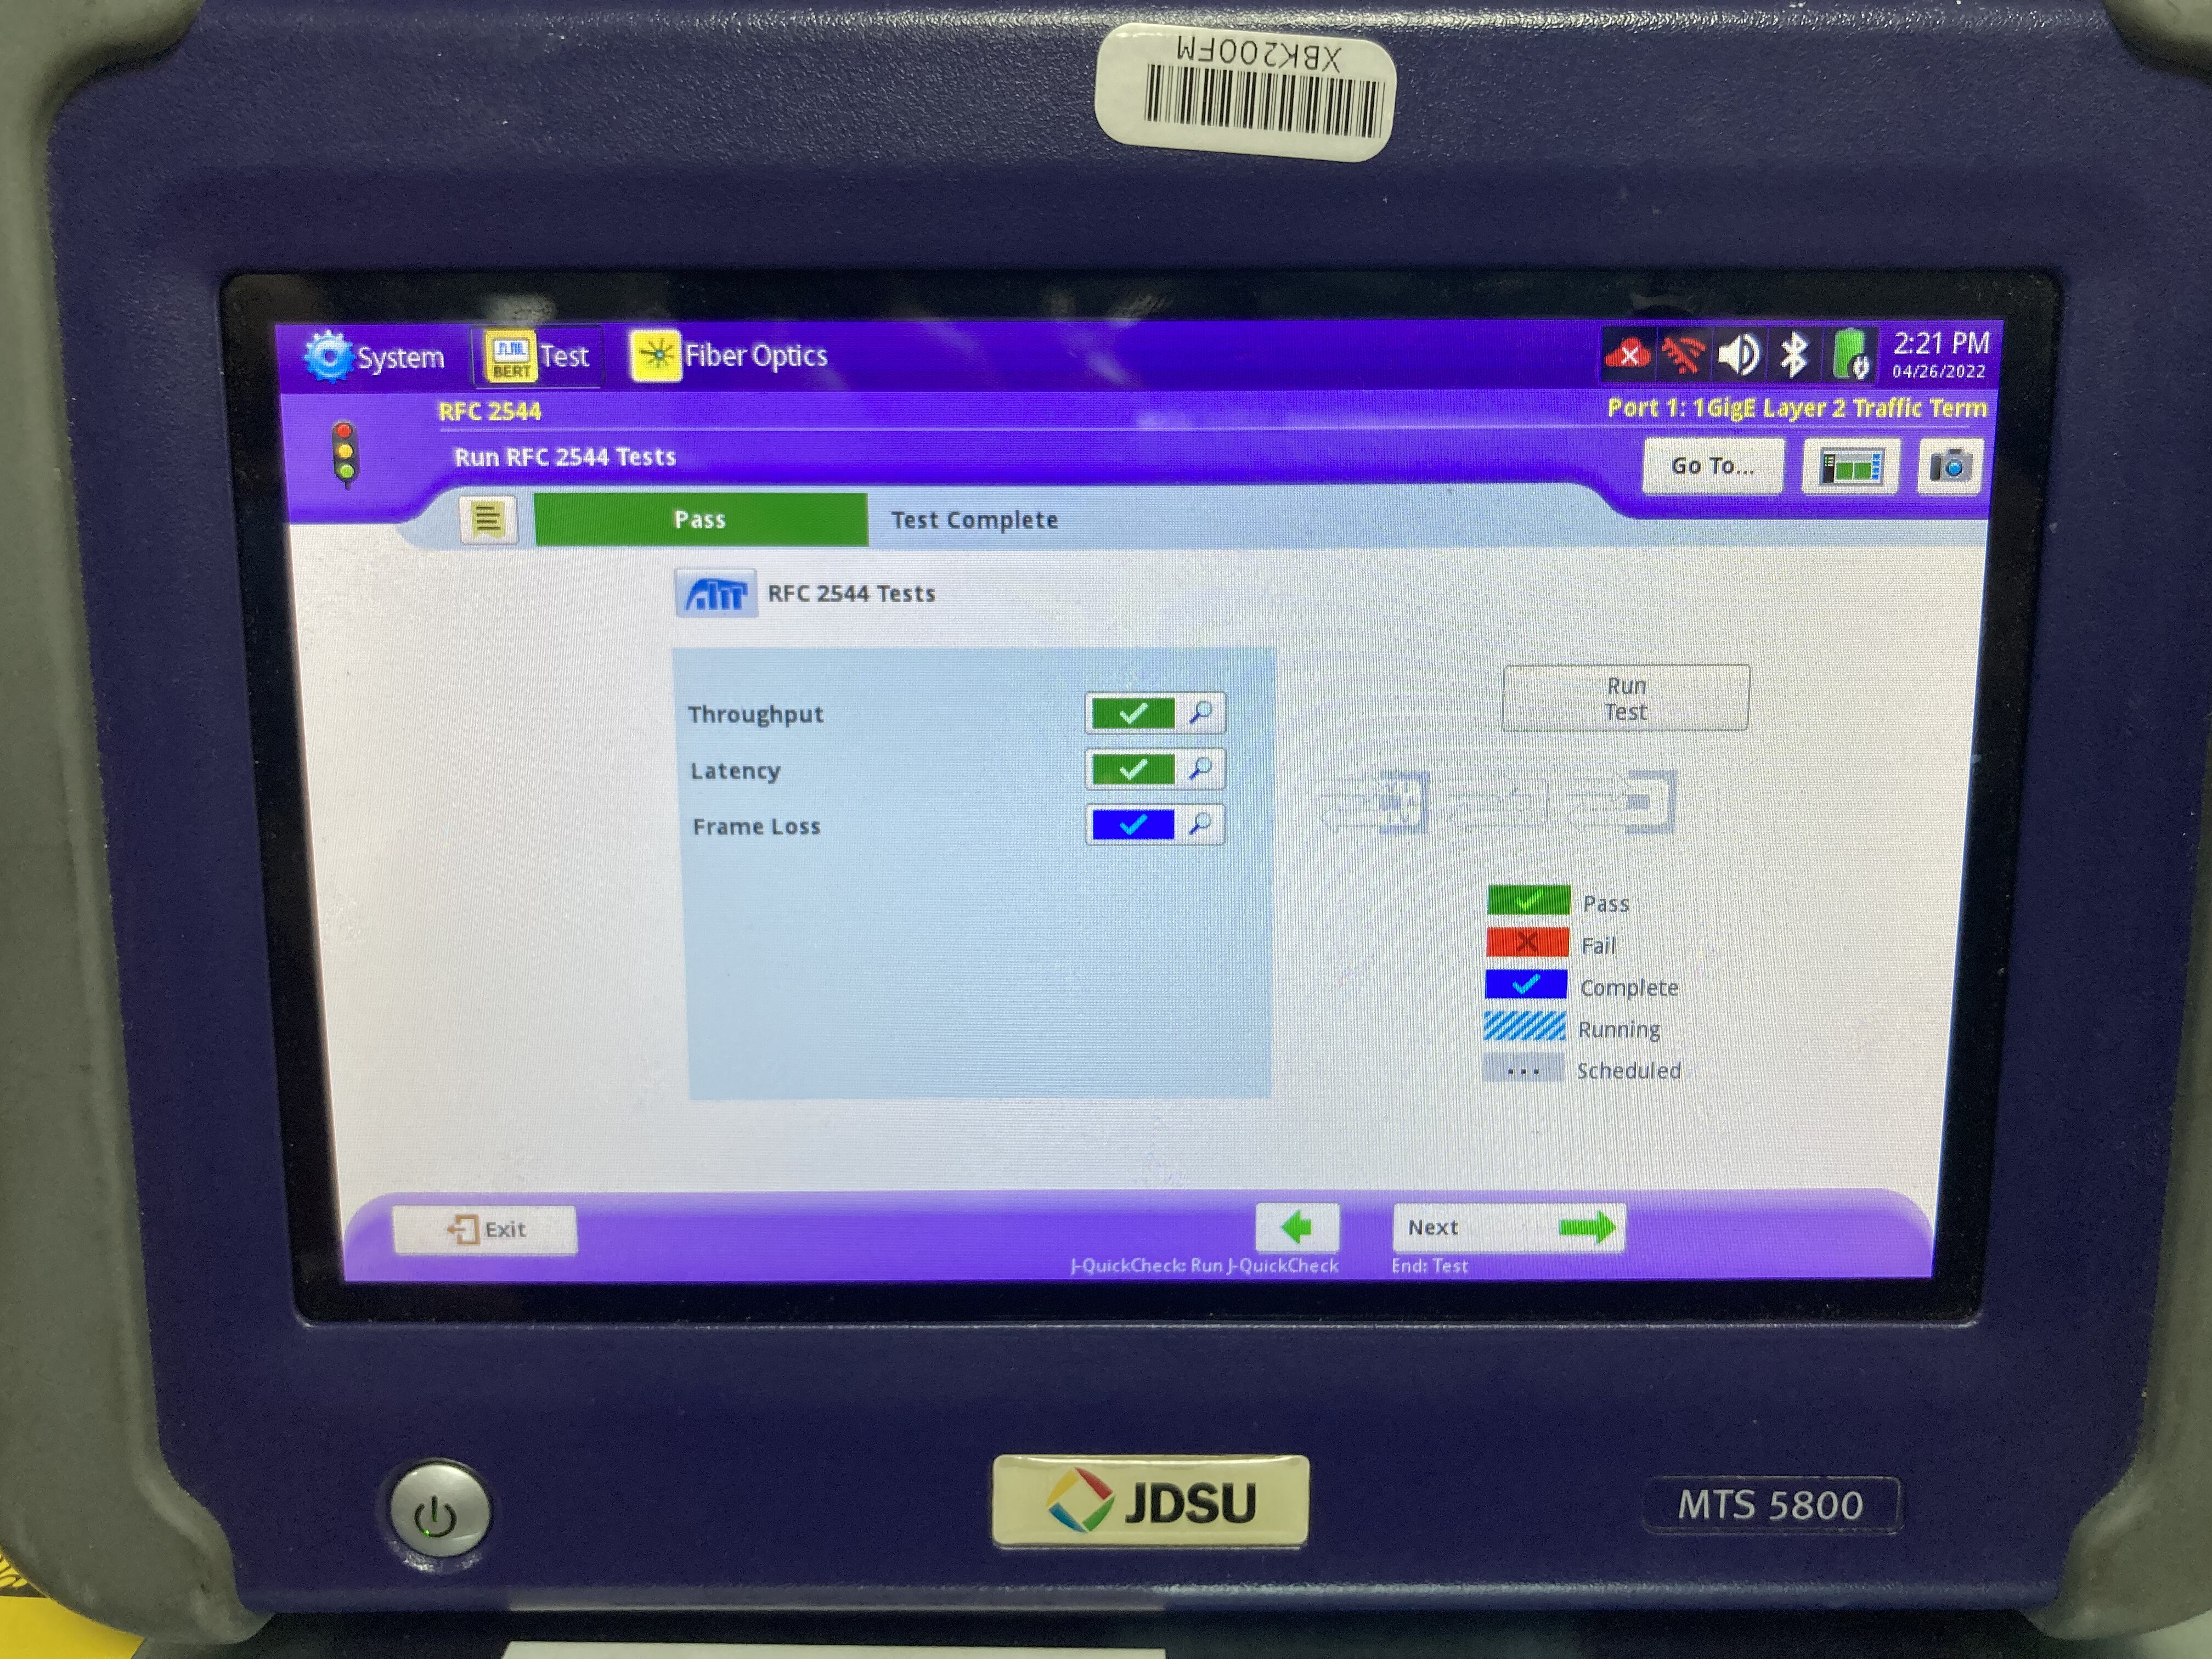 XBK200FM
System
BERT
Test
Fiber Optics
2:21 PM
04/26/2022
RFC 2544
Port 1: 1GigE Layer 2 Traffic Term
Run RFC 2544 Tests
Go To...
Pass
Test Complete
RFC 2544 Tests
Throughput
Latency
Frame Loss
Run
Test
Pass
Fail
Complete
Running
Scheduled
Exit
Next
J-QuickCheck: Run J-QuickCheck
End: Test
JDSU
MTS 5800